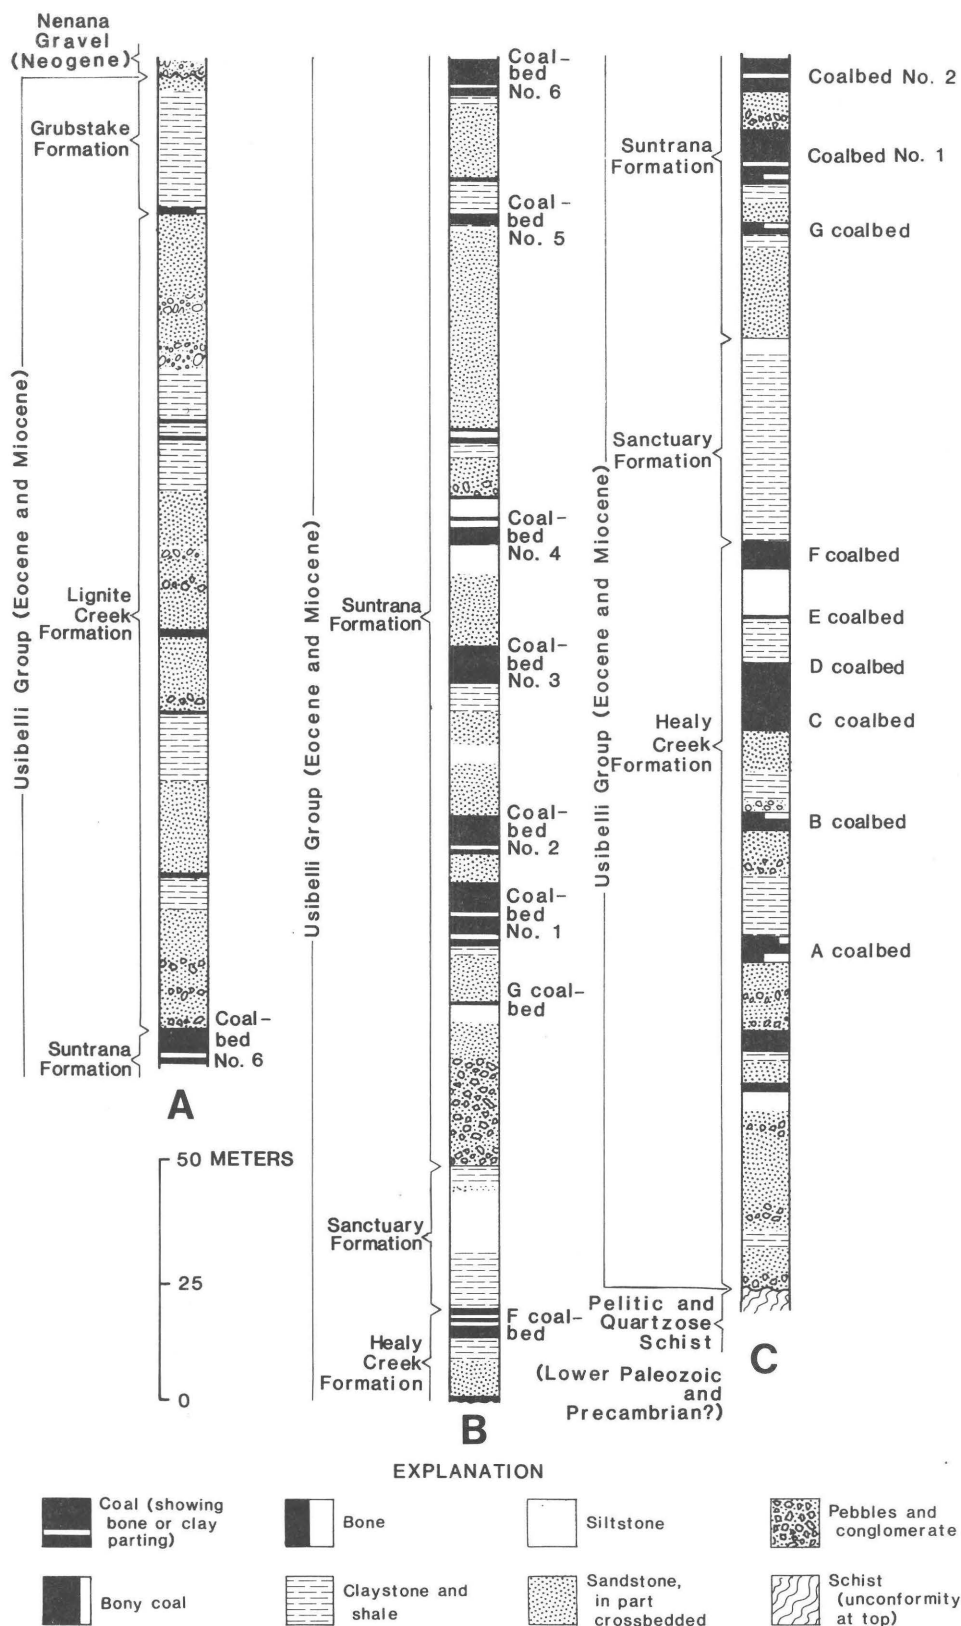 Nenana
Gravel
(Neogene)
Grubstake
Formation
Usibelli Group (Eocene and Miocene)
Lignite
Creek
Formation
Suntrana
Formation
Coal–
bed
No. 6
A
50 METERS
25
0
Usibelli Group (Eocene and Miocene)
Suntrana
Formation
Sanctuary
Formation
Healy
Creek
Formation
Coal–
bed
No. 6
Coal–
bed
No. 5
Coal–
bed
No. 4
Coal–
bed
No. 3
Coal–
bed
No. 2
Coal–
bed
No. 1
G coal–
bed
F coal–
bed
B
Usibelli Group (Eocene and Miocene)
Suntrana
Formation
Sanctuary
Formation
Healy
Creek
Formation
Pelitic and
Quartzose
Schist
(Lower Paleozoic
and
Precambrian?)
Coalbed No. 2
Coalbed No. 1
G coalbed
F coalbed
E coalbed
D coalbed
C coalbed
B coalbed
A coalbed
C
EXPLANATION
Coal (showing
bone or clay
parting)
Bone
Siltstone
Pebbles and
conglomerate
Bony coal
Claystone and
shale
Sandstone,
in part
crossbedded
Schist
(unconformity
at top)